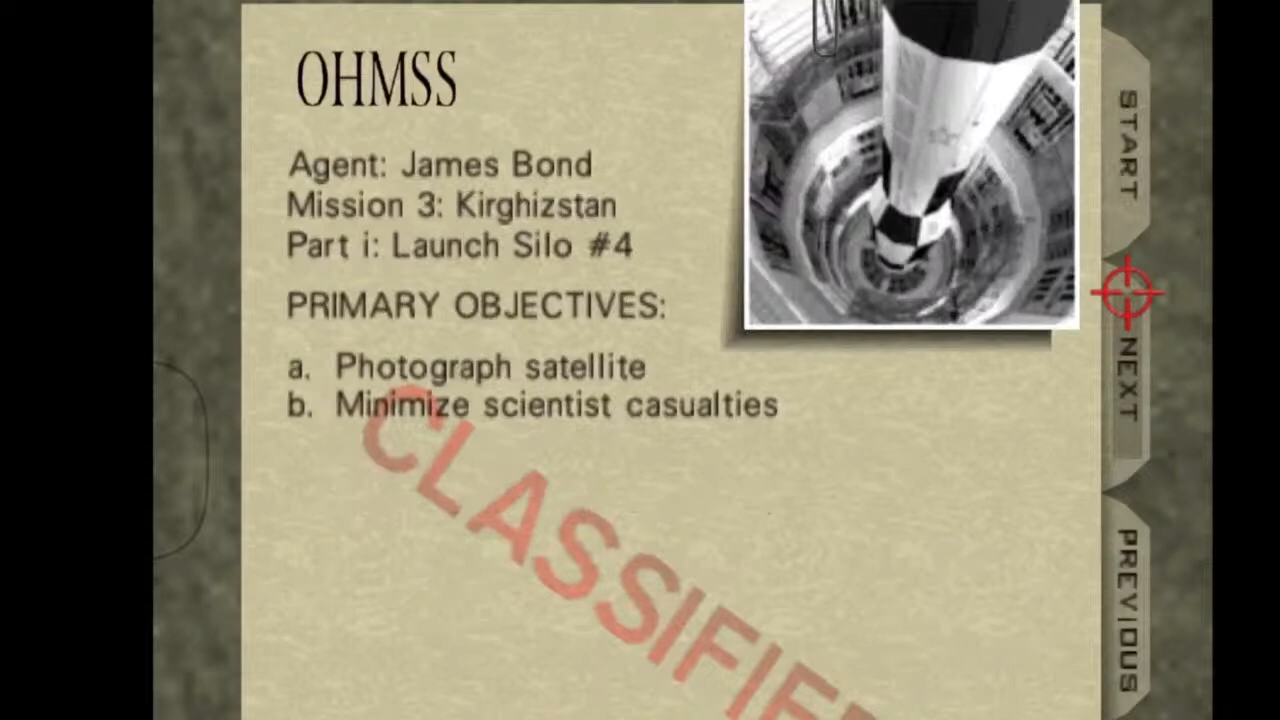 OHMSS
Agent: James Bond
Mission 3: Kirghizstan
Part i: Launch Silo #4
PRIMARY OBJECTIVES:
a. Photograph satellite
b. Minimize scientist casualties
CLASSIFIE
START
NEXT
PREVIOUS